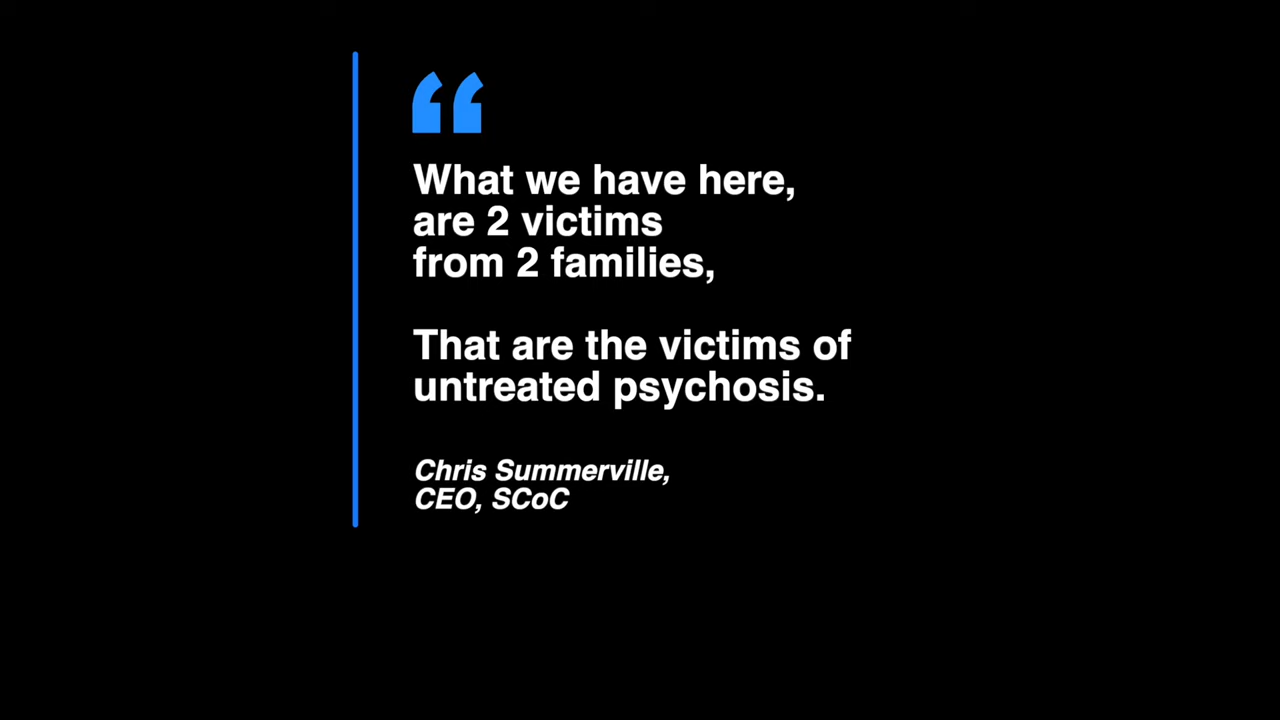 “
What we have here,
are 2 victims
from 2 families,
That are the victims of
untreated psychosis.
Chris Summerville,
CEO, SCoC